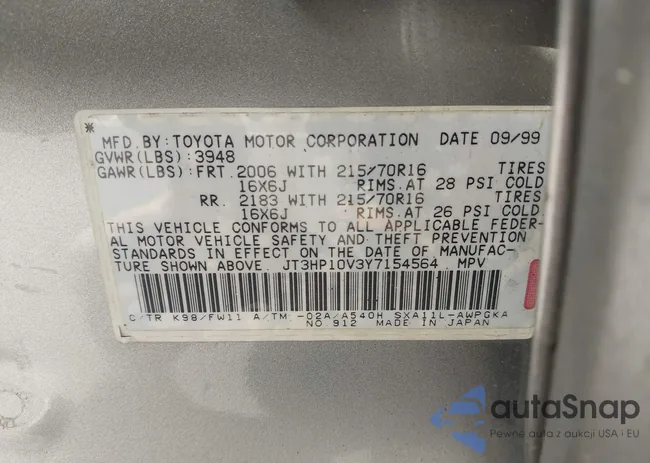 * MFD.BY:TOYOTA MOTOR CORPORATION DATE 09/99
GVWR(LBS):3948
GAWR(LBS):FRT.2006 WITH 215/70R16 TIRES
16X6J RIMS.AT 28 PSI COLD
RR. 2183 WITH 215/70R16 TIRES
16X6J RIMS.AT 26 PSI COLD.
THIS VEHICLE CONFORMS TO ALL APPLICABLE FEDER-
AL MOTOR VEHICLE SAFETY AND THEFT PREVENTION
STANDARDS IN EFFECT ON THE DATE OF MANUFAC-
TURE SHOWN ABOVE. JT3HP10V3Y7154564 MPV
C/TR K98/FW11 A/TM -02A/A540H SXA11L-AWPGKA
NO 912 MADE IN JAPAN
autaSnap
Pewne auta z aukcji USA i EU